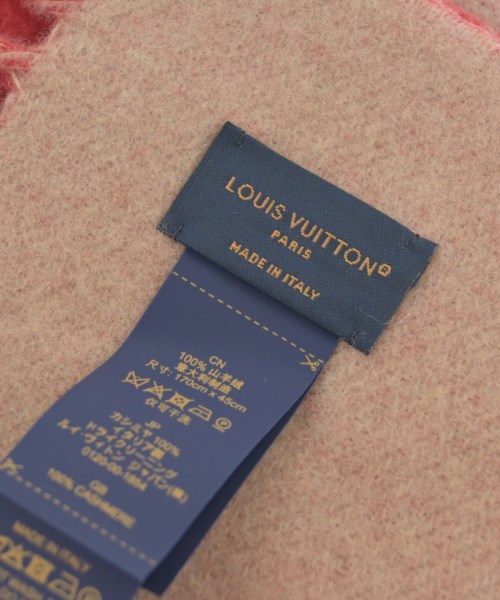 LOUIS VUITTON®
PARIS
MADE IN ITALY
CN
100% 山羊绒
意大利制造
尺寸: 170cm x 45cm
仅可干洗
JP
カシミヤ 100%
イタリア製
ドライクリーニング
ルイ・ヴィトン ジャパン(株)
0120-00-1854
GB
100% CASHMERE
MADE IN ITALY